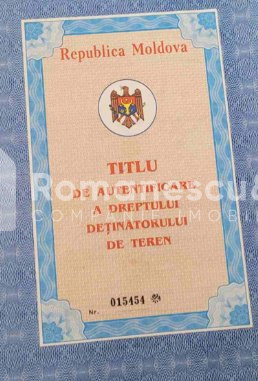 Republica Moldova
TITLU
DE AUTENTIFICARE
A DREPTULUI
DEȚINĂTORULUI
DE TEREN
Nr. 015454